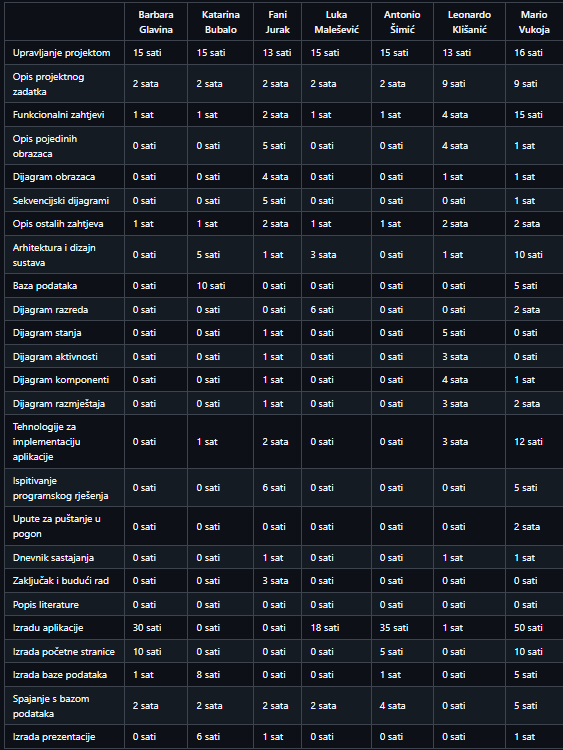 Barbara Glavina Katarina Bubalo Fani Jurak Luka Malešević Antonio Šimić Leonardo Klišanić Mario Vukoja
Upravljanje projektom 15 sati 15 sati 13 sati 15 sati 15 sati 13 sati 16 sati
Opis projektnog zadatka 2 sata 2 sata 2 sata 2 sata 2 sata 9 sati 9 sati
Funkcionalni zahtjevi 1 sat 1 sat 2 sata 1 sat 1 sat 4 sata 15 sati
Opis pojedinih obrazaca 0 sati 0 sati 5 sati 0 sati 0 sati 4 sata 1 sat
Dijagram obrazaca 0 sati 0 sati 4 sata 0 sati 0 sati 1 sat 1 sat
Sekvencijski dijagrami 0 sati 0 sati 5 sati 0 sati 0 sati 0 sati 1 sat
Opis ostalih zahtjeva 1 sat 1 sat 2 sata 1 sat 1 sat 2 sata 2 sata
Arhitektura i dizajn sustava 0 sati 5 sati 1 sat 3 sata 0 sati 1 sat 10 sati
Baza podataka 0 sati 10 sati 0 sati 0 sati 0 sati 0 sati 5 sati
Dijagram razreda 0 sati 0 sati 0 sati 6 sati 0 sati 0 sati 2 sata
Dijagram stanja 0 sati 0 sati 1 sat 0 sati 0 sati 5 sati 0 sati
Dijagram aktivnosti 0 sati 0 sati 1 sat 0 sati 0 sati 3 sata 0 sati
Dijagram komponenti 0 sati 0 sati 1 sat 0 sati 0 sati 4 sata 1 sat
Dijagram razmještaja 0 sati 0 sati 1 sat 0 sati 0 sati 3 sata 2 sata
Tehnologije za implementaciju aplikacije 0 sati 1 sat 2 sata 0 sati 0 sati 3 sata 12 sati
Ispitivanje programskog rješenja 0 sati 0 sati 6 sati 0 sati 0 sati 0 sati 5 sati
Upute za puštanje u pogon 0 sati 0 sati 0 sati 0 sati 0 sati 0 sati 2 sata
Dnevnik sastajanja 0 sati 0 sati 1 sat 0 sati 0 sati 1 sat 1 sat
Zaključak i budući rad 0 sati 0 sati 3 sata 0 sati 0 sati 0 sati 0 sati
Popis literature 0 sati 0 sati 0 sati 0 sati 0 sati 0 sati 0 sati
Izradu aplikacije 30 sati 0 sati 0 sati 18 sati 35 sati 1 sat 50 sati
Izrada početne stranice 10 sati 0 sati 0 sati 0 sati 5 sati 0 sati 10 sati
Izrada baze podataka 1 sat 8 sati 0 sati 0 sati 1 sat 0 sati 5 sati
Spajanje s bazom podataka 2 sata 2 sata 2 sata 2 sata 4 sata 0 sati 5 sati
Izrada prezentacije 0 sati 6 sati 1 sat 0 sati 0 sati 0 sati 1 sat